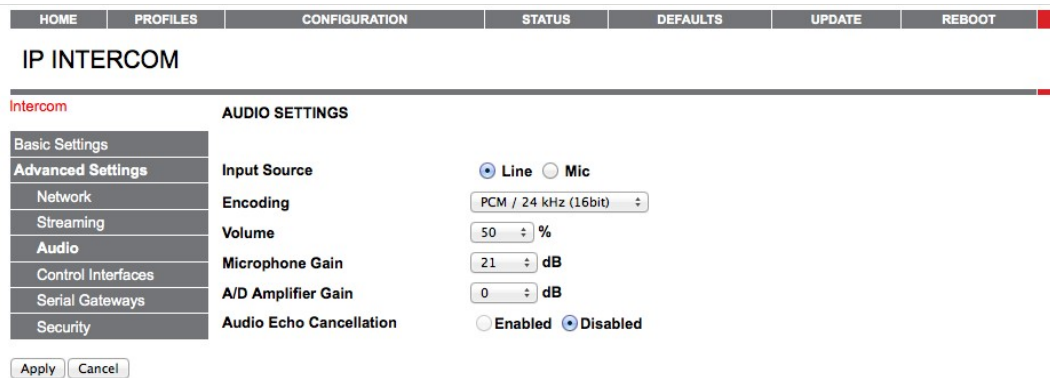 HOME PROFILES CONFIGURATION STATUS DEFAULTS UPDATE REBOOT
IP INTERCOM
Intercom
AUDIO SETTINGS
Basic Settings
Advanced Settings
Network
Streaming
Audio
Control Interfaces
Serial Gateways
Security
Input Source Line Mic
Encoding PCM / 24 kHz (16bit)
Volume 50 %
Microphone Gain 21 dB
A/D Amplifier Gain 0 dB
Audio Echo Cancellation Enabled Disabled
Apply Cancel